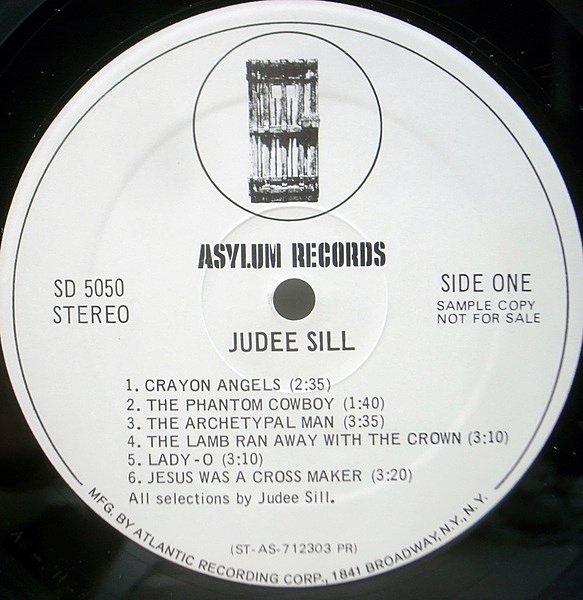 ASYLUM RECORDS
SD 5050
STEREO
SIDE ONE
SAMPLE COPY
NOT FOR SALE
JUDEE SILL
1. CRAYON ANGELS (2:35)
2. THE PHANTOM COWBOY (1:40)
3. THE ARCHETYPAL MAN (3:35)
4. THE LAMB RAN AWAY WITH THE CROWN (3:10)
5. LADY-O (3:10)
6. JESUS WAS A CROSS MAKER (3:20)
All selections by Judee Sill.
(ST-AS-712303 PR)
MFG. BY ATLANTIC RECORDING CORP., 1841 BROADWAY, N.Y., N.Y.